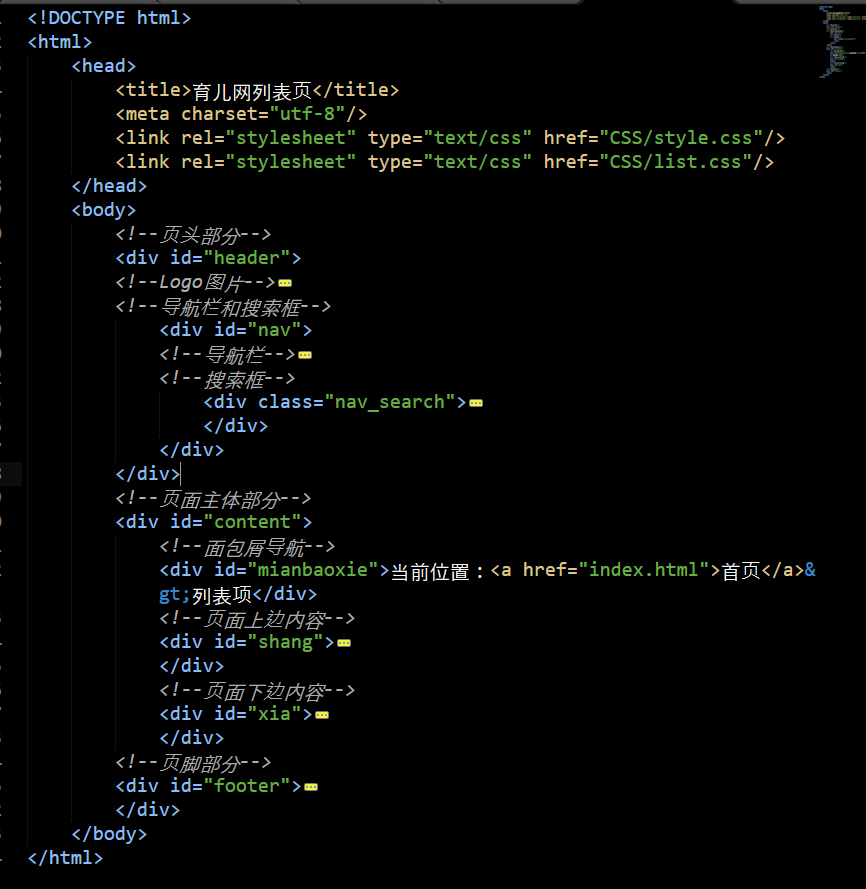 <!DOCTYPE html>
<html>
<head>
<title>育儿网列表页</title>
<meta charset="utf-8"/>
<link rel="stylesheet" type="text/css" href="CSS/style.css"/>
<link rel="stylesheet" type="text/css" href="CSS/list.css"/>
</head>
<body>
<!--页头部分-->
<div id="header">
<!--Logo图片-->
<!--导航栏和搜索框-->
<div id="nav">
<!--导航栏-->
<!--搜索框-->
<div class="nav_search">
</div>
</div>
</div>
<!--页面主体部分-->
<div id="content">
<!--面包屑导航-->
<div id="mianbaoxie">当前位置：<a href="index.html">首页</a>&
gt;列表项</div>
<!--页面上边内容-->
<div id="shang">
</div>
<!--页面下边内容-->
<div id="xia">
</div>
<!--页脚部分-->
<div id="footer">
</div>
</body>
</html>